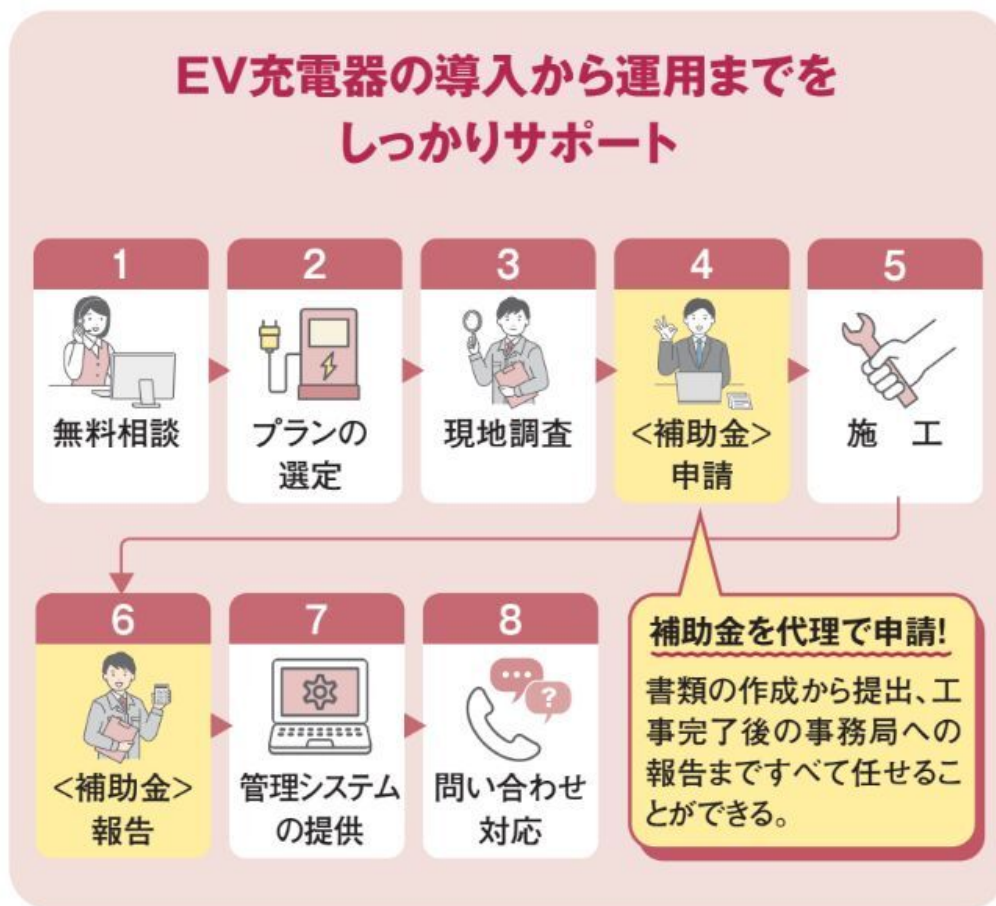 EV充電器の導入から運用までを
しっかりサポート
1
無料相談
2
プランの
選定
3
現地調査
4
<補助金>
申請
5
施　工
6
<補助金>
報告
7
管理システム
の提供
8
問い合わせ
対応
?
補助金を代理で申請!
書類の作成から提出、工
事完了後の事務局への
報告まですべて任せるこ
とができる。